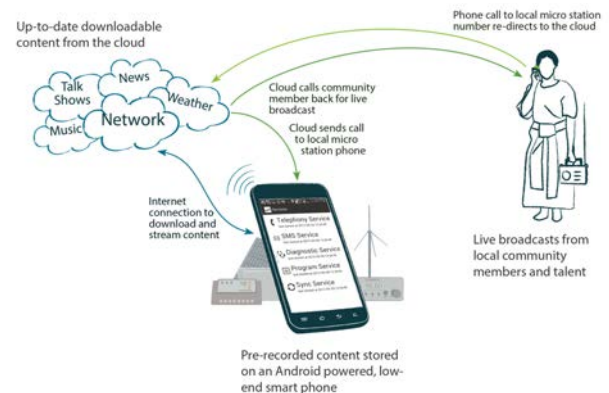 Up-to-date downloadable
content from the cloud
Phone call to local micro station
number re-directs to the cloud
Talk
Shows
News
Weather
Music
Network
Cloud calls community
member back for live
broadcast
Cloud sends call
to local micro
station phone
Internet
connection to
download and
stream content
Telephony Service
SMS Service
Diagnostic Service
Program Service
Sync Service
Live broadcasts from
local community
members and talent
Pre-recorded content stored
on an Android powered, low-
end smart phone